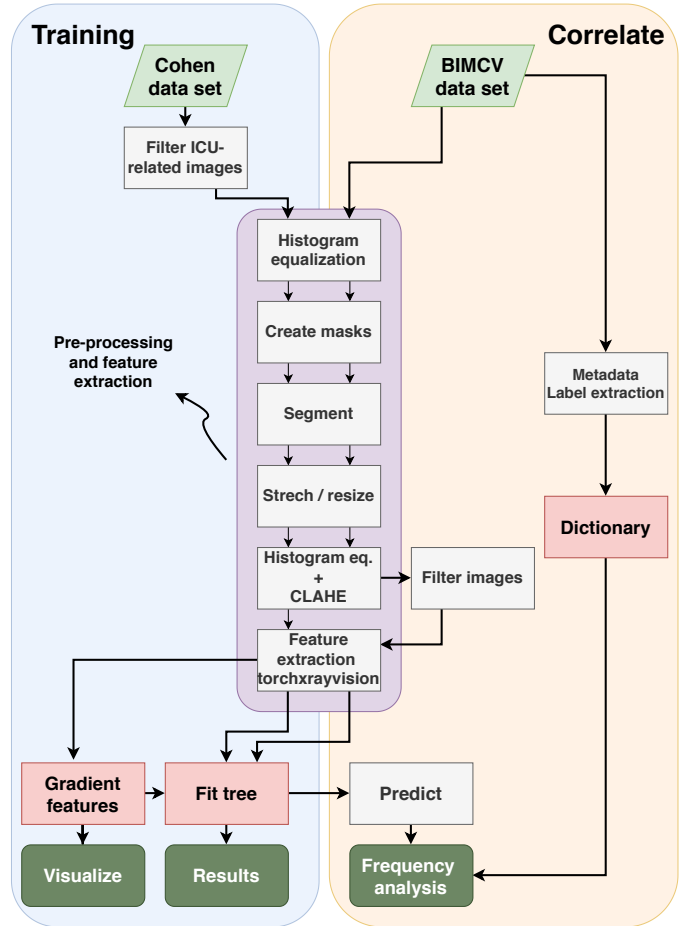 Training
Correlate
Cohen
data set
BIMCV
data set
Filter ICU-
related images
Histogram
equalization
Create masks
Pre-processing
and feature
extraction
Metadata
Label extraction
Segment
Strech / resize
Dictionary
Histogram eq.
+
CLAHE
Filter images
Feature
extraction
torchxrayvision
Gradient
features
Fit tree
Predict
Visualize
Results
Frequency
analysis